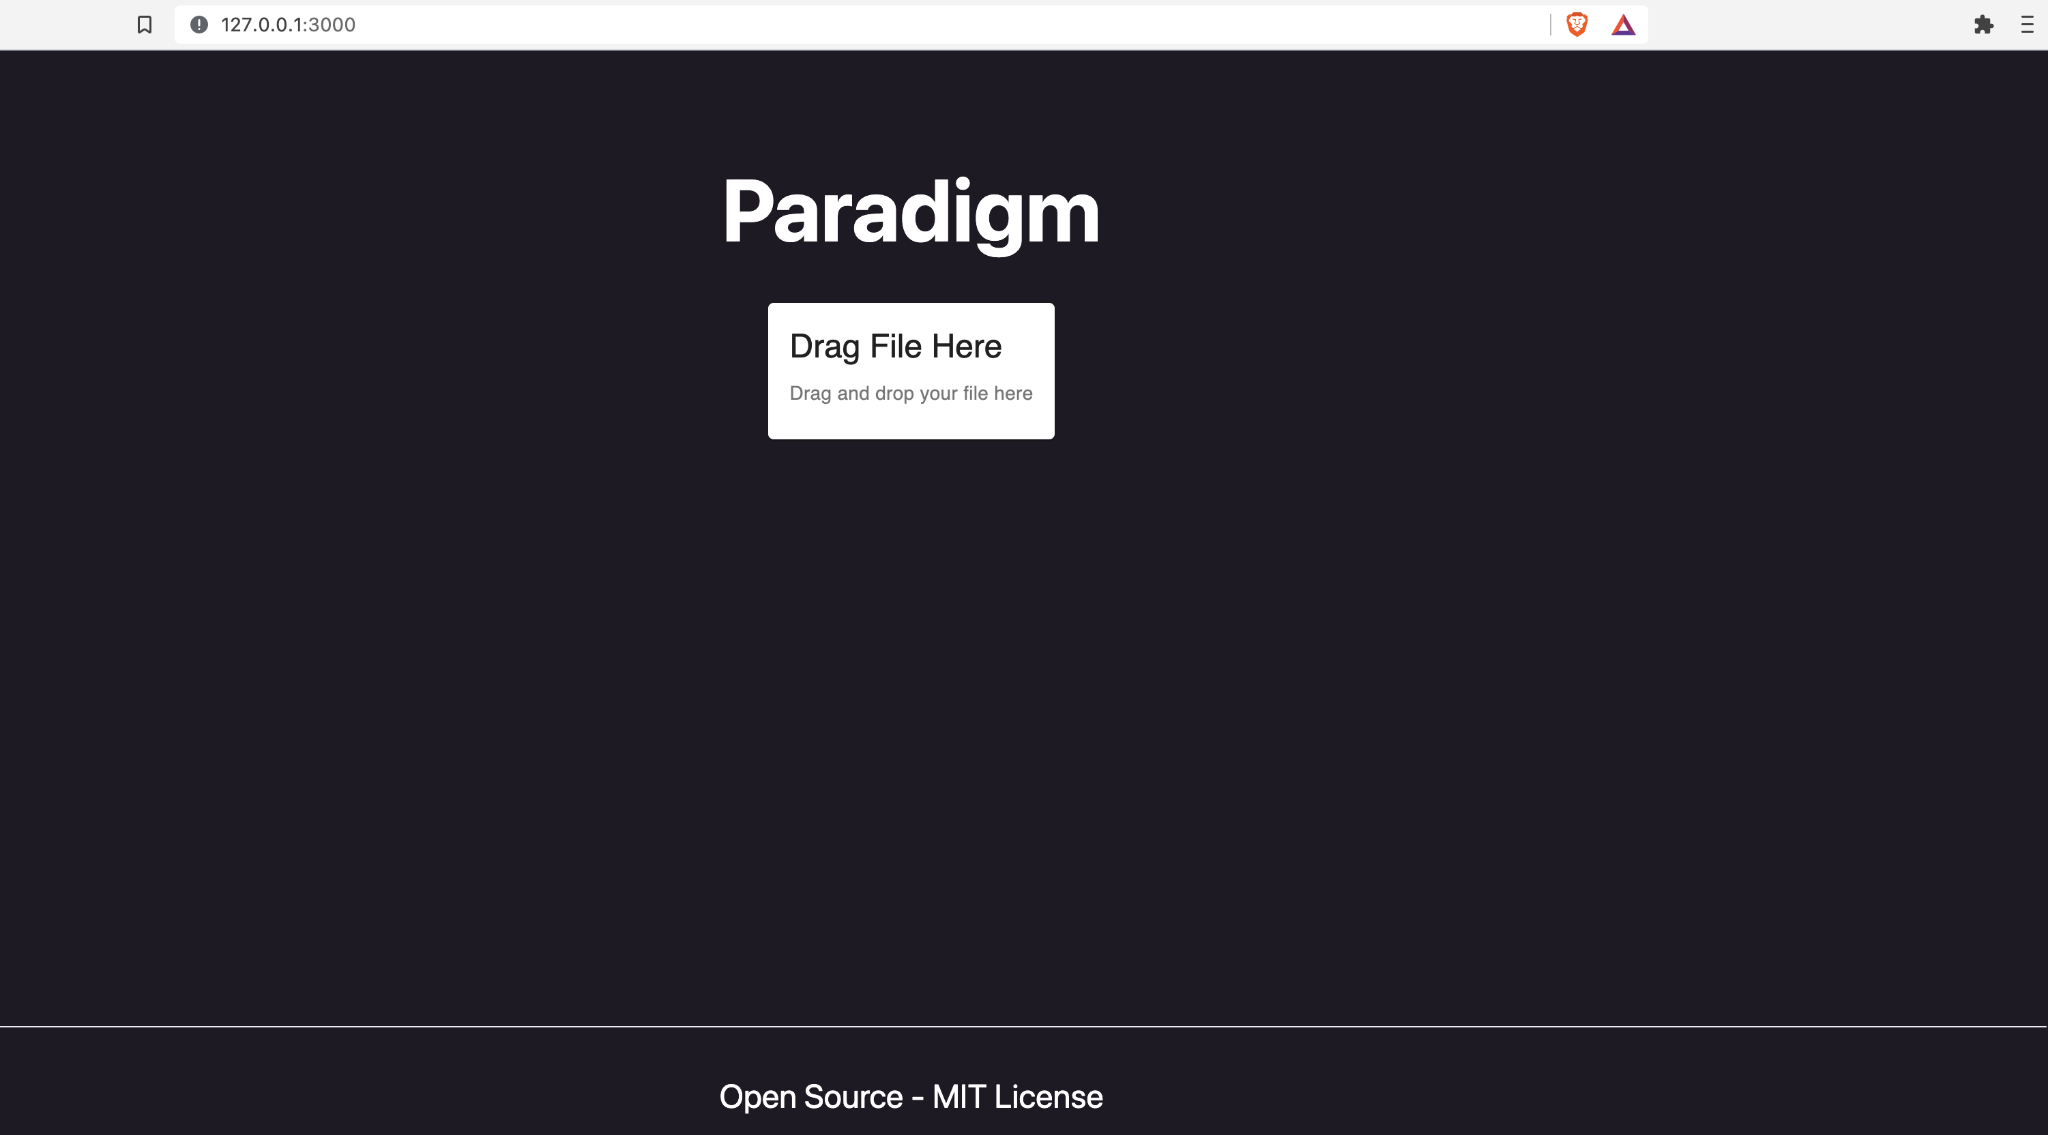 127.0.0.1:3000
Paradigm
Drag File Here
Drag and drop your file here
Open Source - MIT License